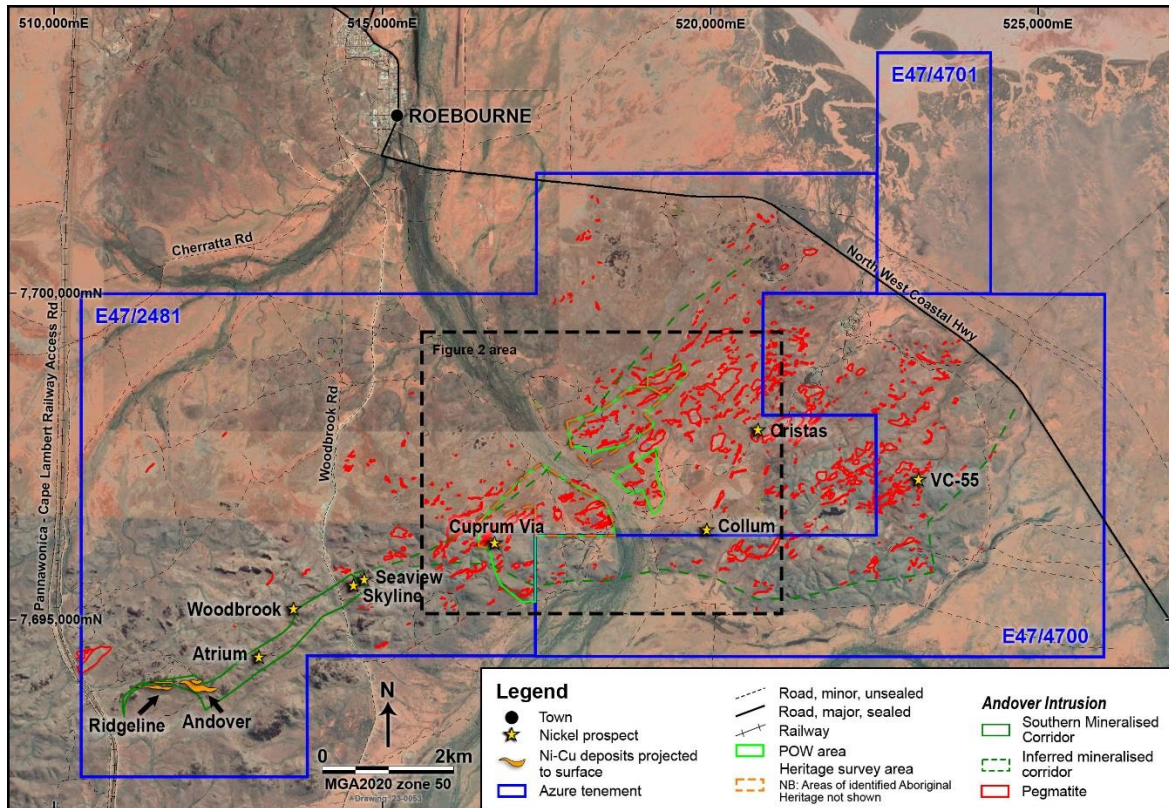 510,000mE
515,000mE
520,000mE
525,000mE
E47/4701
ROEBOURNE
Cherratta Rd
North West Coastal Hwy
7,700,000mN
E47/2481
Figure 2 area
Pannawonica - Cape Lambert Railway Access Rd
Woodbrook Rd
Cristas
VC-55
Cuprum Via
Collum
Seaview
Skyline
Woodbrook
7,695,000mN
E47/4700
Atrium
Ridgeline
Andover
N
0
2km
MGA2020 zone 50
Drawing: 23-0053
Legend
Town
Nickel prospect
Ni-Cu deposits projected
to surface
Azure tenement
Road, minor, unsealed
Road, major, sealed
Railway
POW area
Heritage survey area
NB: Areas of identified Aboriginal
Heritage not shown
Andover Intrusion
Southern Mineralised
Corridor
Inferred mineralised
corridor
Pegmatite